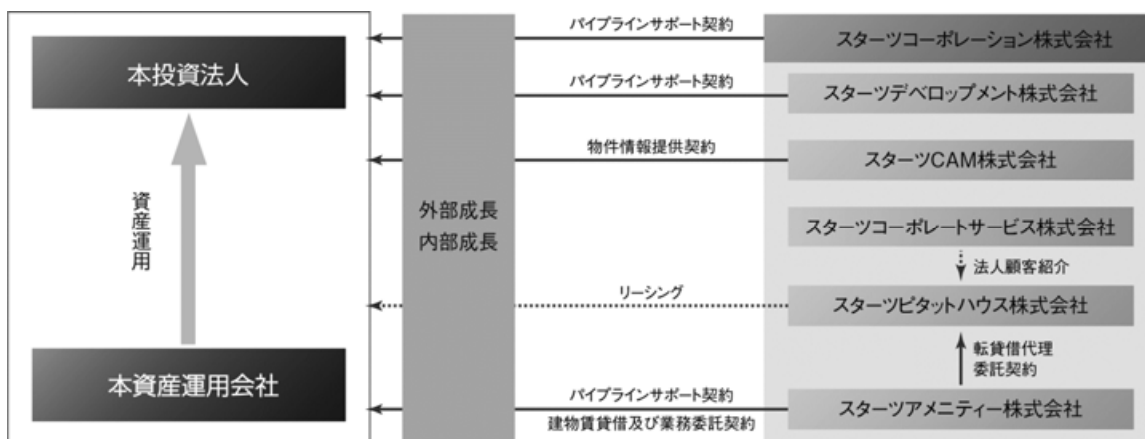 パイプラインサポート契約
スターツコーポレーション株式会社
本投資法人
パイプラインサポート契約
スターツデベロップメント株式会社
物件情報提供契約
スターツCAM株式会社
資産運用
外部成長
内部成長
スターツコーポレートサービス株式会社
法人顧客紹介
リーシング
スターツピタットハウス株式会社
転貸借代理
委託契約
本資産運用会社
パイプラインサポート契約
建物賃貸借及び業務委託契約
スターツアメニティー株式会社